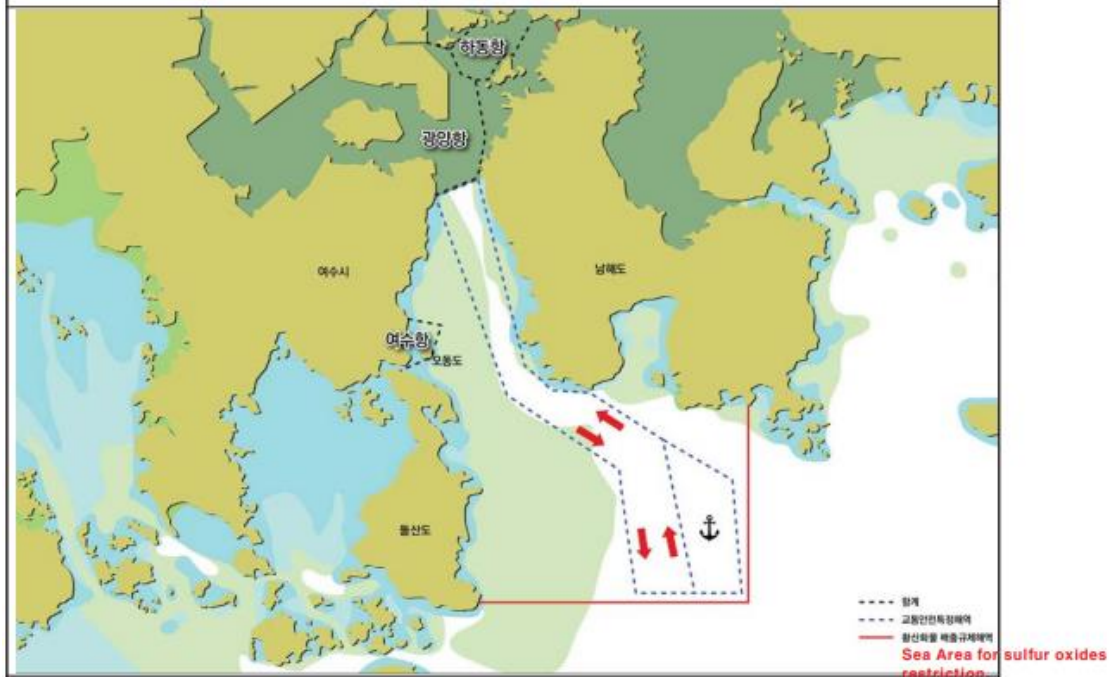 하동항
광양항
여수시
남해도
여수항
오동도
돌산도
항계
교통안전특정해역
황산화물 배출규제해역
Sea Area for sulfur oxides
restriction